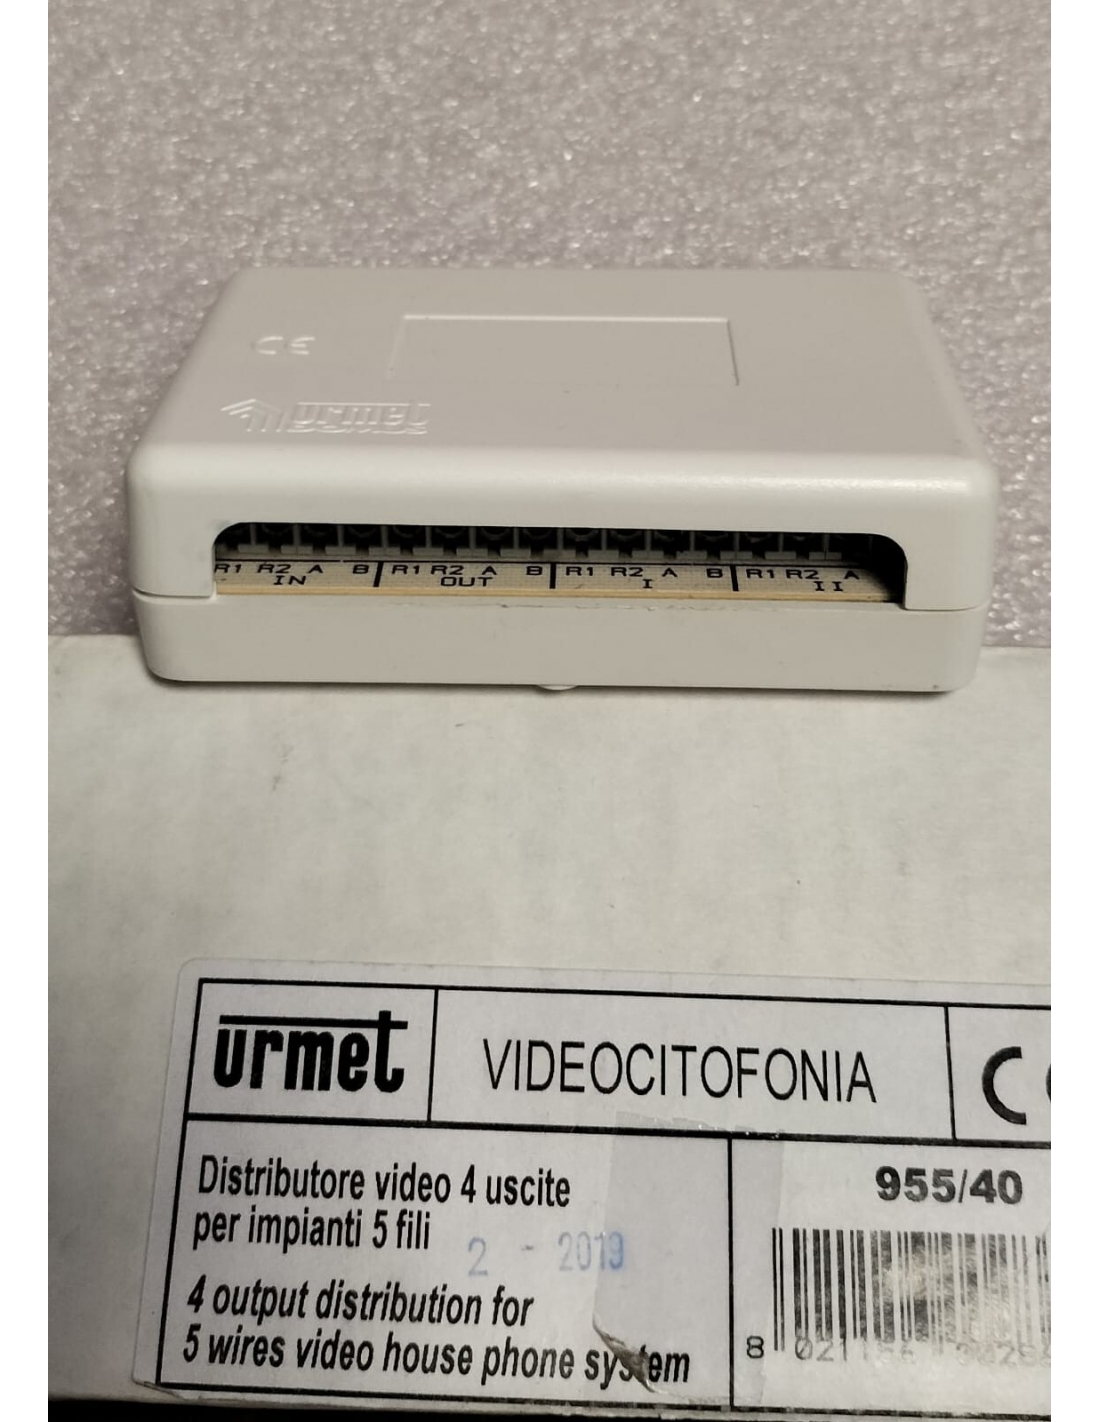 CE
urmet
R1 R2 A B R1 R2 A B R1 R2 A B R1 R2 A
IN OUT I II
urmet
VIDEOCITOFONIA
C
Distributore video 4 uscite
per impianti 5 fili
2 - 2019
4 output distribution for
5 wires video house phone system
955/40
8